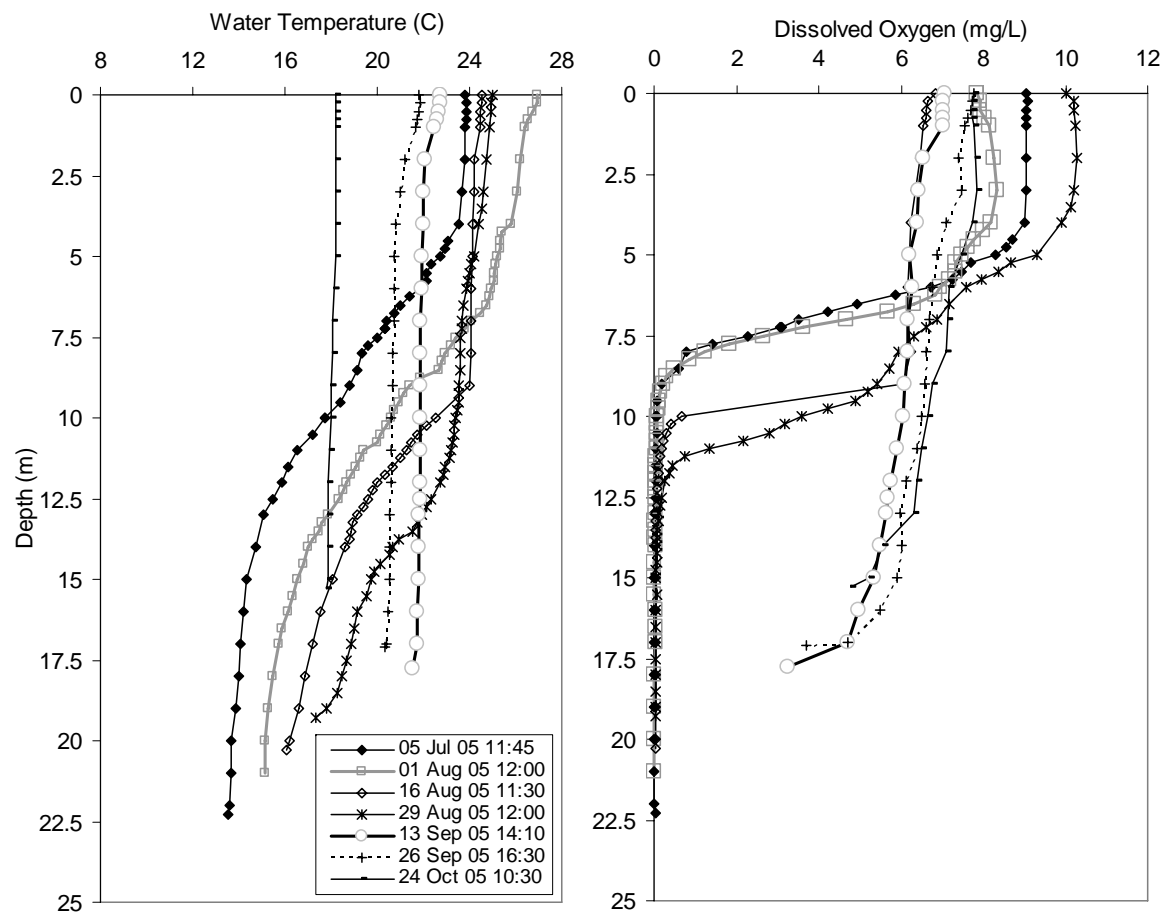 Water Temperature (C)
8 12 16 20 24 28
0
2.5
5
7.5
10
12.5
15
17.5
20
22.5
25
Depth (m)
05 Jul 05 11:45
01 Aug 05 12:00
16 Aug 05 11:30
29 Aug 05 12:00
13 Sep 05 14:10
26 Sep 05 16:30
24 Oct 05 10:30
Dissolved Oxygen (mg/L)
0 2 4 6 8 10 12
0
2.5
5
7.5
10
12.5
15
17.5
20
22.5
25